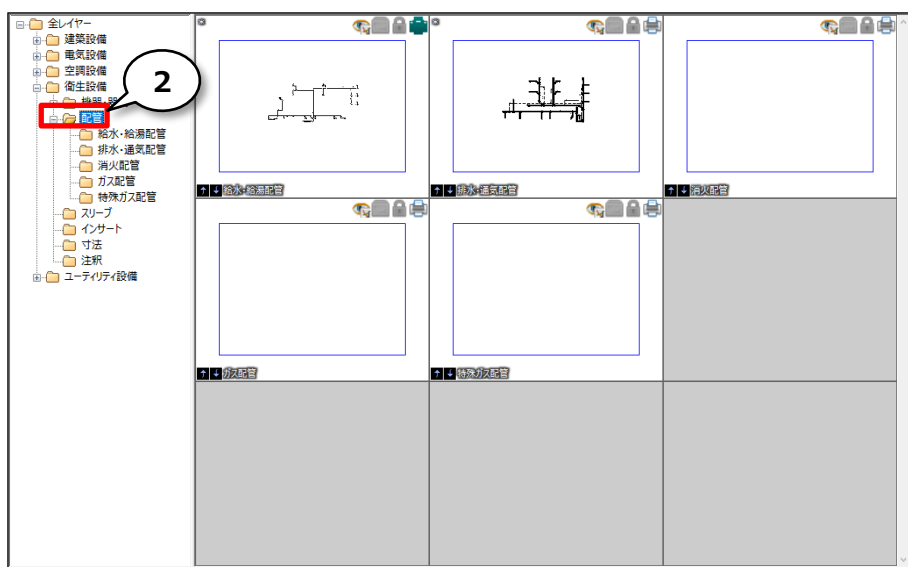 全レイヤー
建築設備
電気設備
空調設備
衛生設備
2
配管
給水・給湯配管
排水・通気配管
消火配管
ガス配管
特殊ガス配管
スリーブ
インサート
寸法
注釈
ユーティリティ設備
給水・給湯配管
排水・通気配管
消火配管
ガス配管
特殊ガス配管